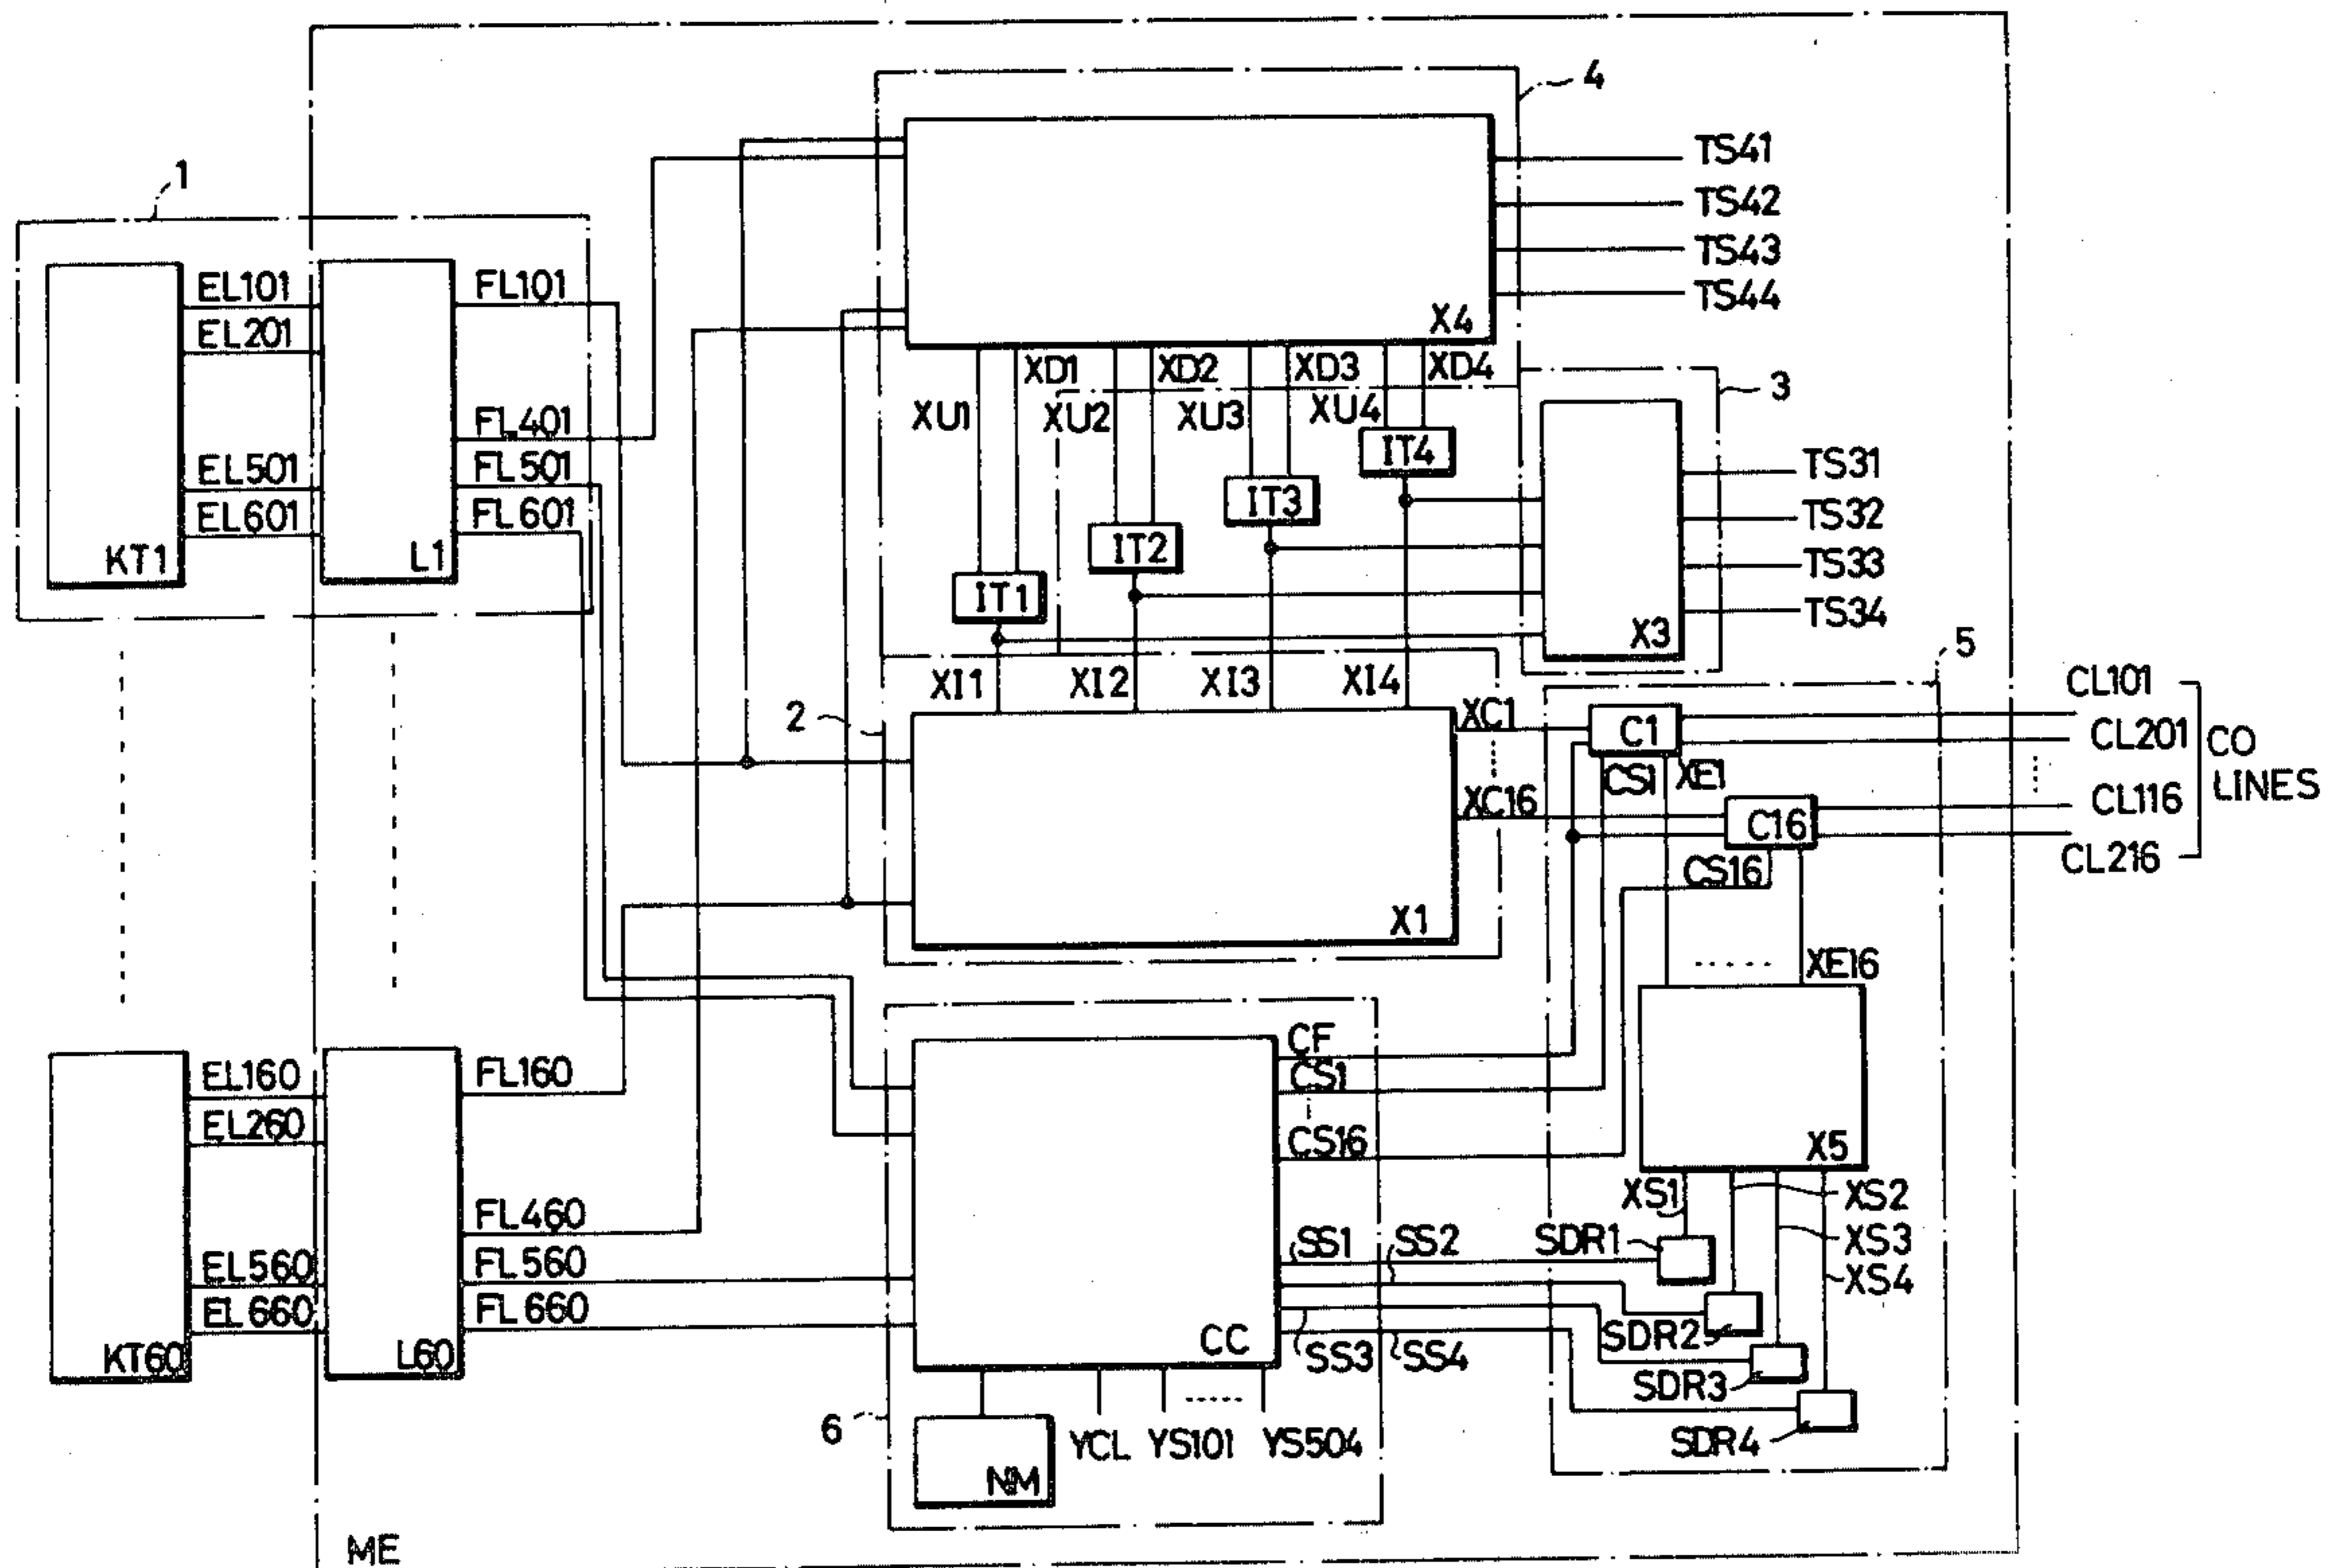 4
TS41
TS42
TS43
TS44
X4
1
EL101
EL201
EL501
EL601
KT1
L1
FL101
FL401
FL501
FL601
XD1
XD2
XD3
XD4
XU1
XU2
XU3
XU4
IT4
IT3
IT2
IT1
3
TS31
TS32
TS33
TS34
X3
XI1
XI2
XI3
XI4
2
X1
XC1
XC16
5
C1
CS1
XE1
C16
CS16
CL101
CL201
CL116
CL216
CO
LINES
XE16
X5
EL160
EL260
EL560
EL660
KT60
L60
FL160
FL460
FL560
FL660
CF
CS1
CS16
SS1
SS2
SS3
SS4
CC
XS1
XS2
XS3
XS4
SDR1
SDR2
SDR3
SDR4
6
NM
YCL
YS101
YS504
ME